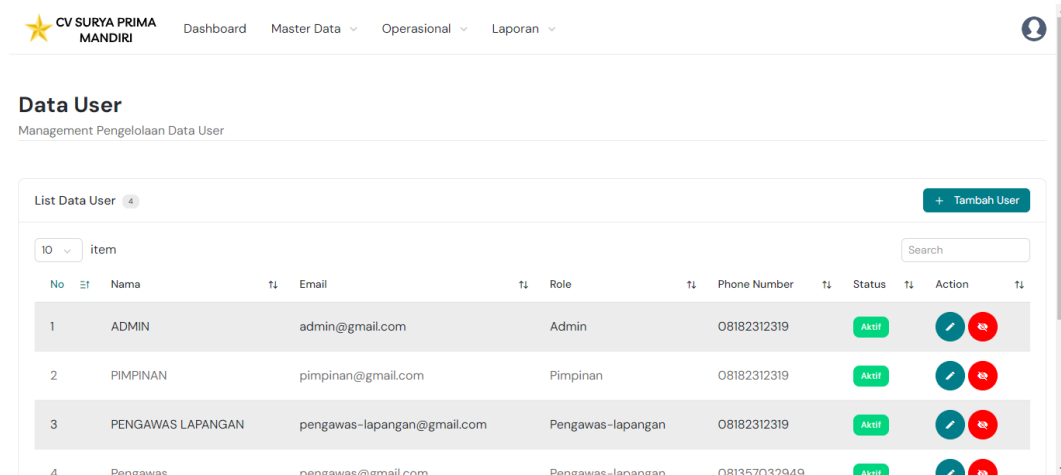 CV SURYA PRIMA
MANDIRI
Dashboard Master Data Operasional Laporan
Data User
Management Pengelolaan Data User
List Data User 4
+ Tambah User
10 item
Search
No Nama Email Role Phone Number Status Action
1 ADMIN admin@gmail.com Admin 08182312319 Aktif
2 PIMPINAN pimpinan@gmail.com Pimpinan 08182312319 Aktif
3 PENGAWAS LAPANGAN pengawas-lapangan@gmail.com Pengawas-lapangan 08182312319 Aktif
4 Pengawas pengawas@gmail.com Pengawas-lapangan 081357032949 Aktif